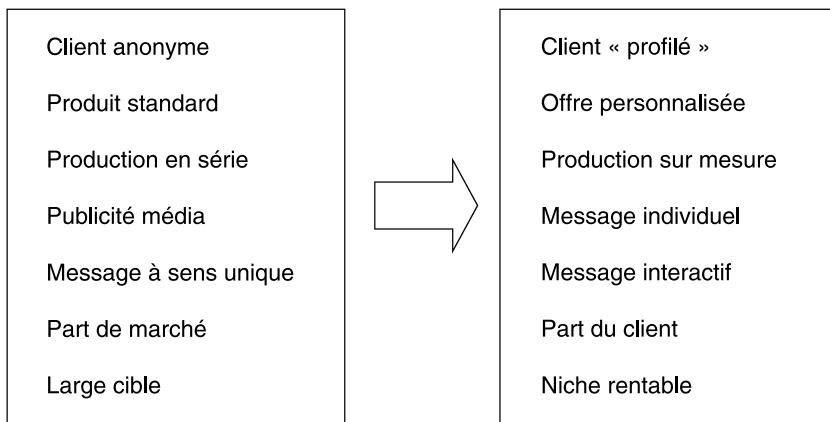 Client anonyme
Produit standard
Production en série
Publicité média
Message à sens unique
Part de marché
Large cible
Client « profilé »
Offre personnalisée
Production sur mesure
Message individuel
Message interactif
Part du client
Niche rentable